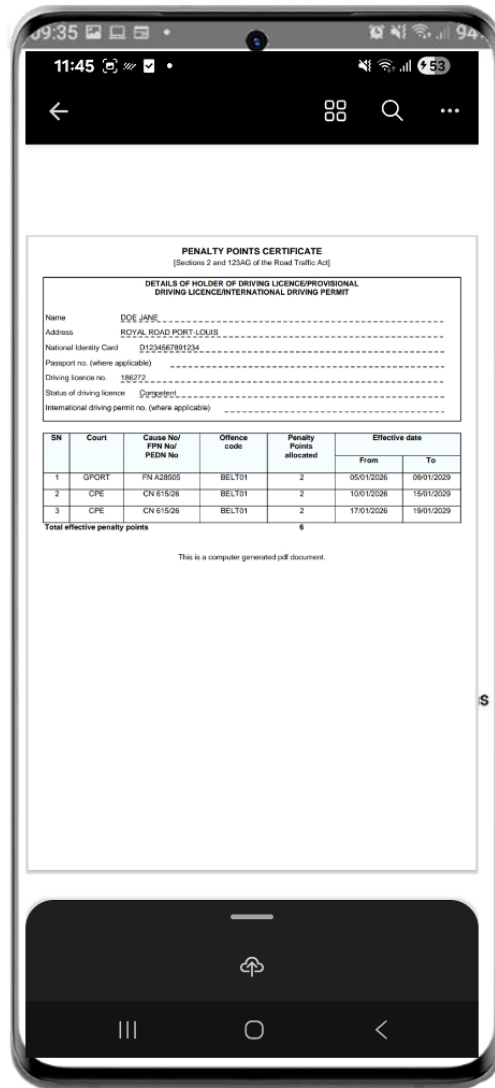 09:35
94
11:45
53
PENALTY POINTS CERTIFICATE
[Sections 2 and 123AG of the Road Traffic Act]
DETAILS OF HOLDER OF DRIVING LICENCE/PROVISIONAL
DRIVING LICENCE/INTERNATIONAL DRIVING PERMIT
Name DOE JANE
Address ROYAL ROAD PORT-LOUIS
National Identity Card D1234567891234
Passport no. (where applicable)
Driving licence no. 186272
Status of driving licence Competent
International driving permit no. (where applicable)
SN Court Cause No/ FPN No/ PEDN No Offence code Penalty Points allocated Effective date
From To
1 GPORT FN A28505 BELT01 2 05/01/2026 09/01/2029
2 CPE CN 615/26 BELT01 2 10/01/2026 15/01/2029
3 CPE CN 615/26 BELT01 2 17/01/2026 19/01/2029
Total effective penalty points 6
This is a computer generated pdf document.